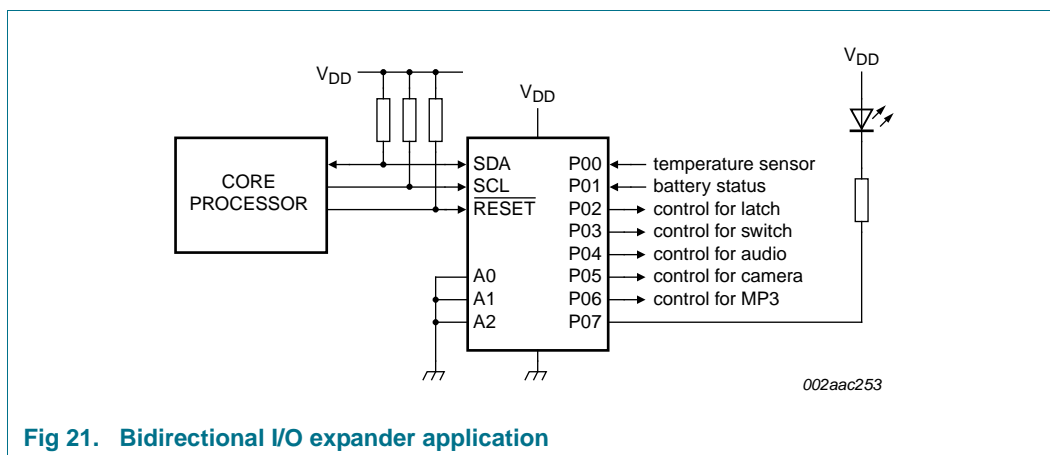 VDD
VDD
VDD
CORE
PROCESSOR
SDA
SCL
RESET
A0
A1
A2
P00
P01
P02
P03
P04
P05
P06
P07
temperature sensor
battery status
control for latch
control for switch
control for audio
control for camera
control for MP3
002aac253
Fig 21. Bidirectional I/O expander application